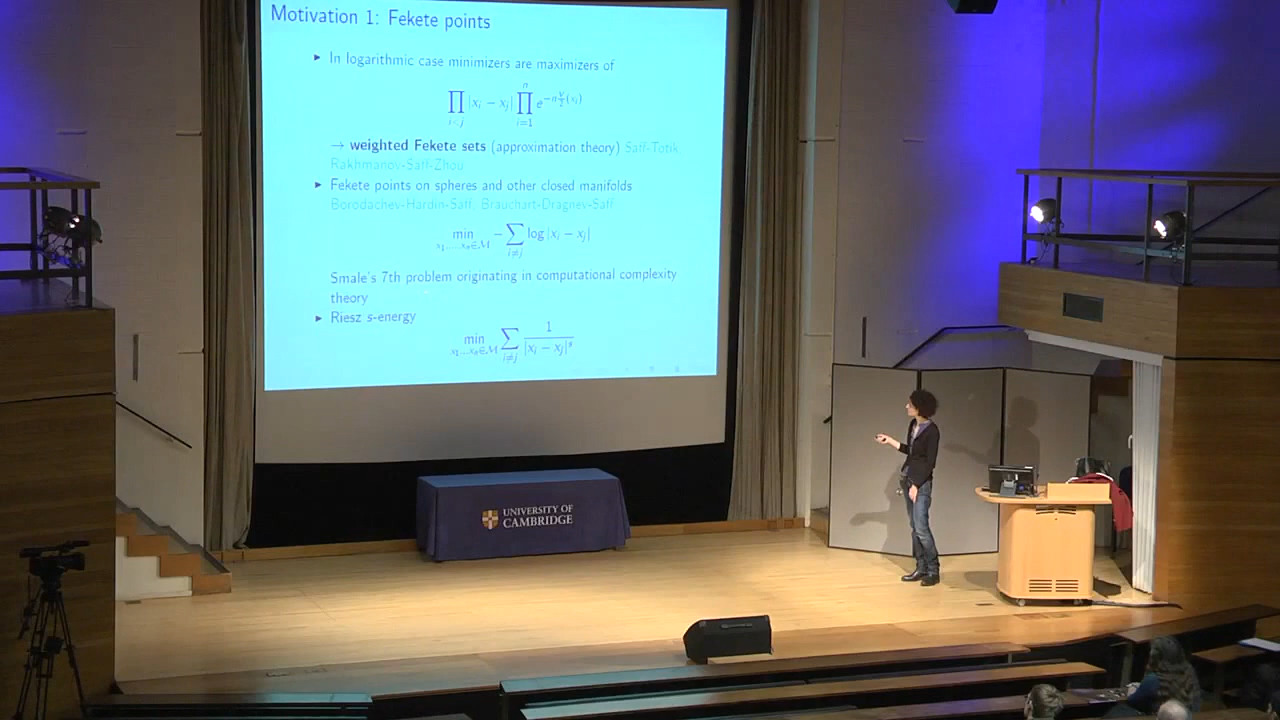 Motivation 1: Fekete points
▶ In logarithmic case minimizers are maximizers of
∏_{i<j} |x_i − x_j| ∏_{i=1}^{n} e^{−n V/2 (x_i)}
→ weighted Fekete sets (approximation theory) Saff-Totik
Rakhmanov-Saff-Zhou
▶ Fekete points on spheres and other closed manifolds
Borodachev-Hardin-Saff, Brauchart-Dragnev-Saff
min_{x_1,...,x_n∈M} − ∑_{i≠j} log |x_i − x_j|
Smale's 7th problem originating in computational complexity
theory
▶ Riesz s-energy
min_{x_1...x_n∈M} ∑_{i≠j} 1/|x_i − x_j|^s
UNIVERSITY OF
CAMBRIDGE